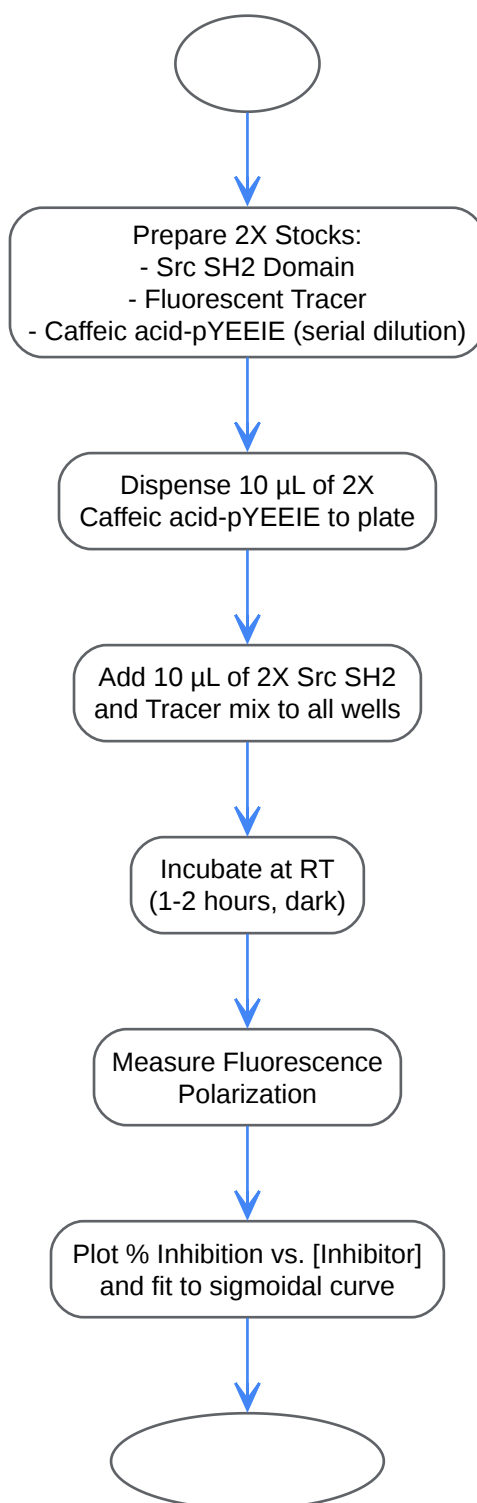 Prepare 2X Stocks:
- Src SH2 Domain
- Fluorescent Tracer
- Caffeic acid-pYEEIE (serial dilution)
Dispense 10 µL of 2X
Caffeic acid-pYEEIE to plate
Add 10 µL of 2X Src SH2
and Tracer mix to all wells
Incubate at RT
(1-2 hours, dark)
Measure Fluorescence
Polarization
Plot % Inhibition vs. [Inhibitor]
and fit to sigmoidal curve